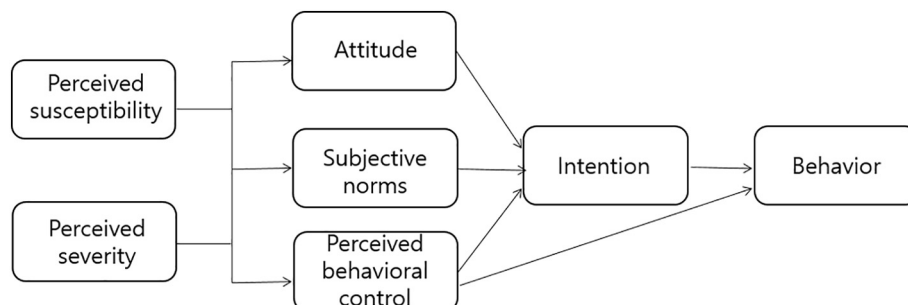 Perceived
susceptibility
Perceived
severity
Attitude
Subjective
norms
Perceived
behavioral
control
Intention
Behavior